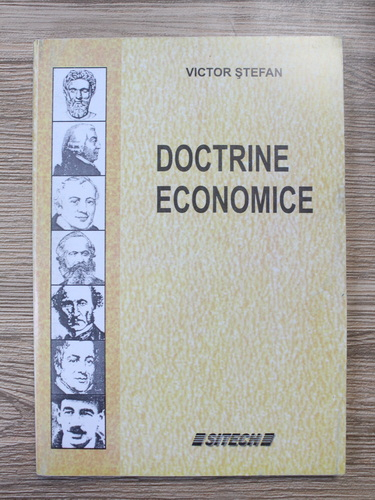 VICTOR ŞTEFAN
DOCTRINE
ECONOMICE
SITECH